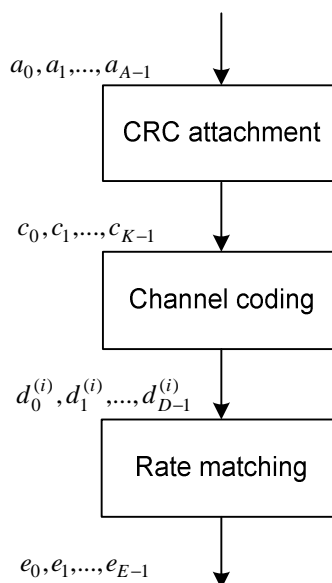 a_0, a_1,..., a_{A-1}
CRC attachment
c_0, c_1,..., c_{K-1}
Channel coding
d_0^{(i)}, d_1^{(i)},..., d_{D-1}^{(i)}
Rate matching
e_0, e_1,..., e_{E-1}